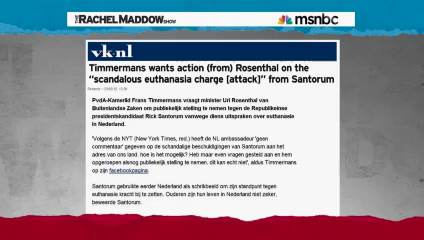 THE RACHEL MADDOW SHOW
msnbc
vk·nl
Timmermans wants action (from) Rosenthal on the
"scandalous euthanasia charge [attack]" from Santorum
PvdA-Kamerlid Frans Timmermans vraagt minister Uri Rosenthal van
Buitenlandse Zaken om publiekelijk stelling te nemen tegen de Republikeinse
presidentskandidaat Rick Santorum vanwege diens uitspraken over euthanasie
in Nederland.
'Volgens de NYT (New York Times, red.) heeft de NL ambassadeur 'geen
commentaar' gegeven op de schandalige beschuldigingen van Santorum aan het
adres van ons land. hoe is het mogelijk? Heb maar even vragen gesteld aan en hem
opgeroepen alsnog publiekelijk stelling te nemen. dit kan echt niet', aldus Timmermans
op zijn facebookpagina.
Santorum gebruikte eerder Nederland als schrikbeeld om zijn standpunt tegen
euthanasie kracht bij te zetten. Ouderen zijn hun leven in Nederland niet zeker,
beweerde Santorum.